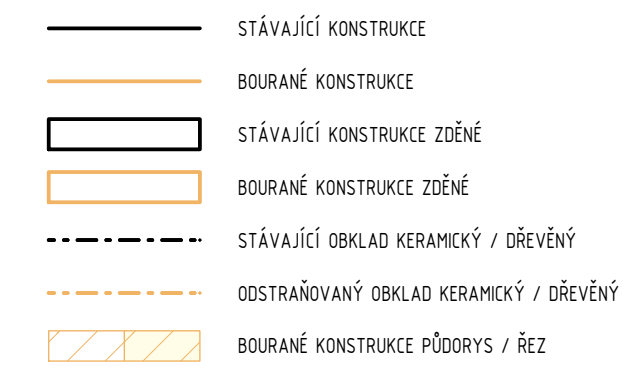 STÁVAJÍCÍ KONSTRUKCE
BOURANÉ KONSTRUKCE
STÁVAJÍCÍ KONSTRUKCE ZDĚNÉ
BOURANÉ KONSTRUKCE ZDĚNÉ
STÁVAJÍCÍ OBKLAD KERAMICKÝ / DŘEVĚNÝ
ODSTRAŇOVANÝ OBKLAD KERAMICKÝ / DŘEVĚNÝ
BOURANÉ KONSTRUKCE PŮDORYS / ŘEZ